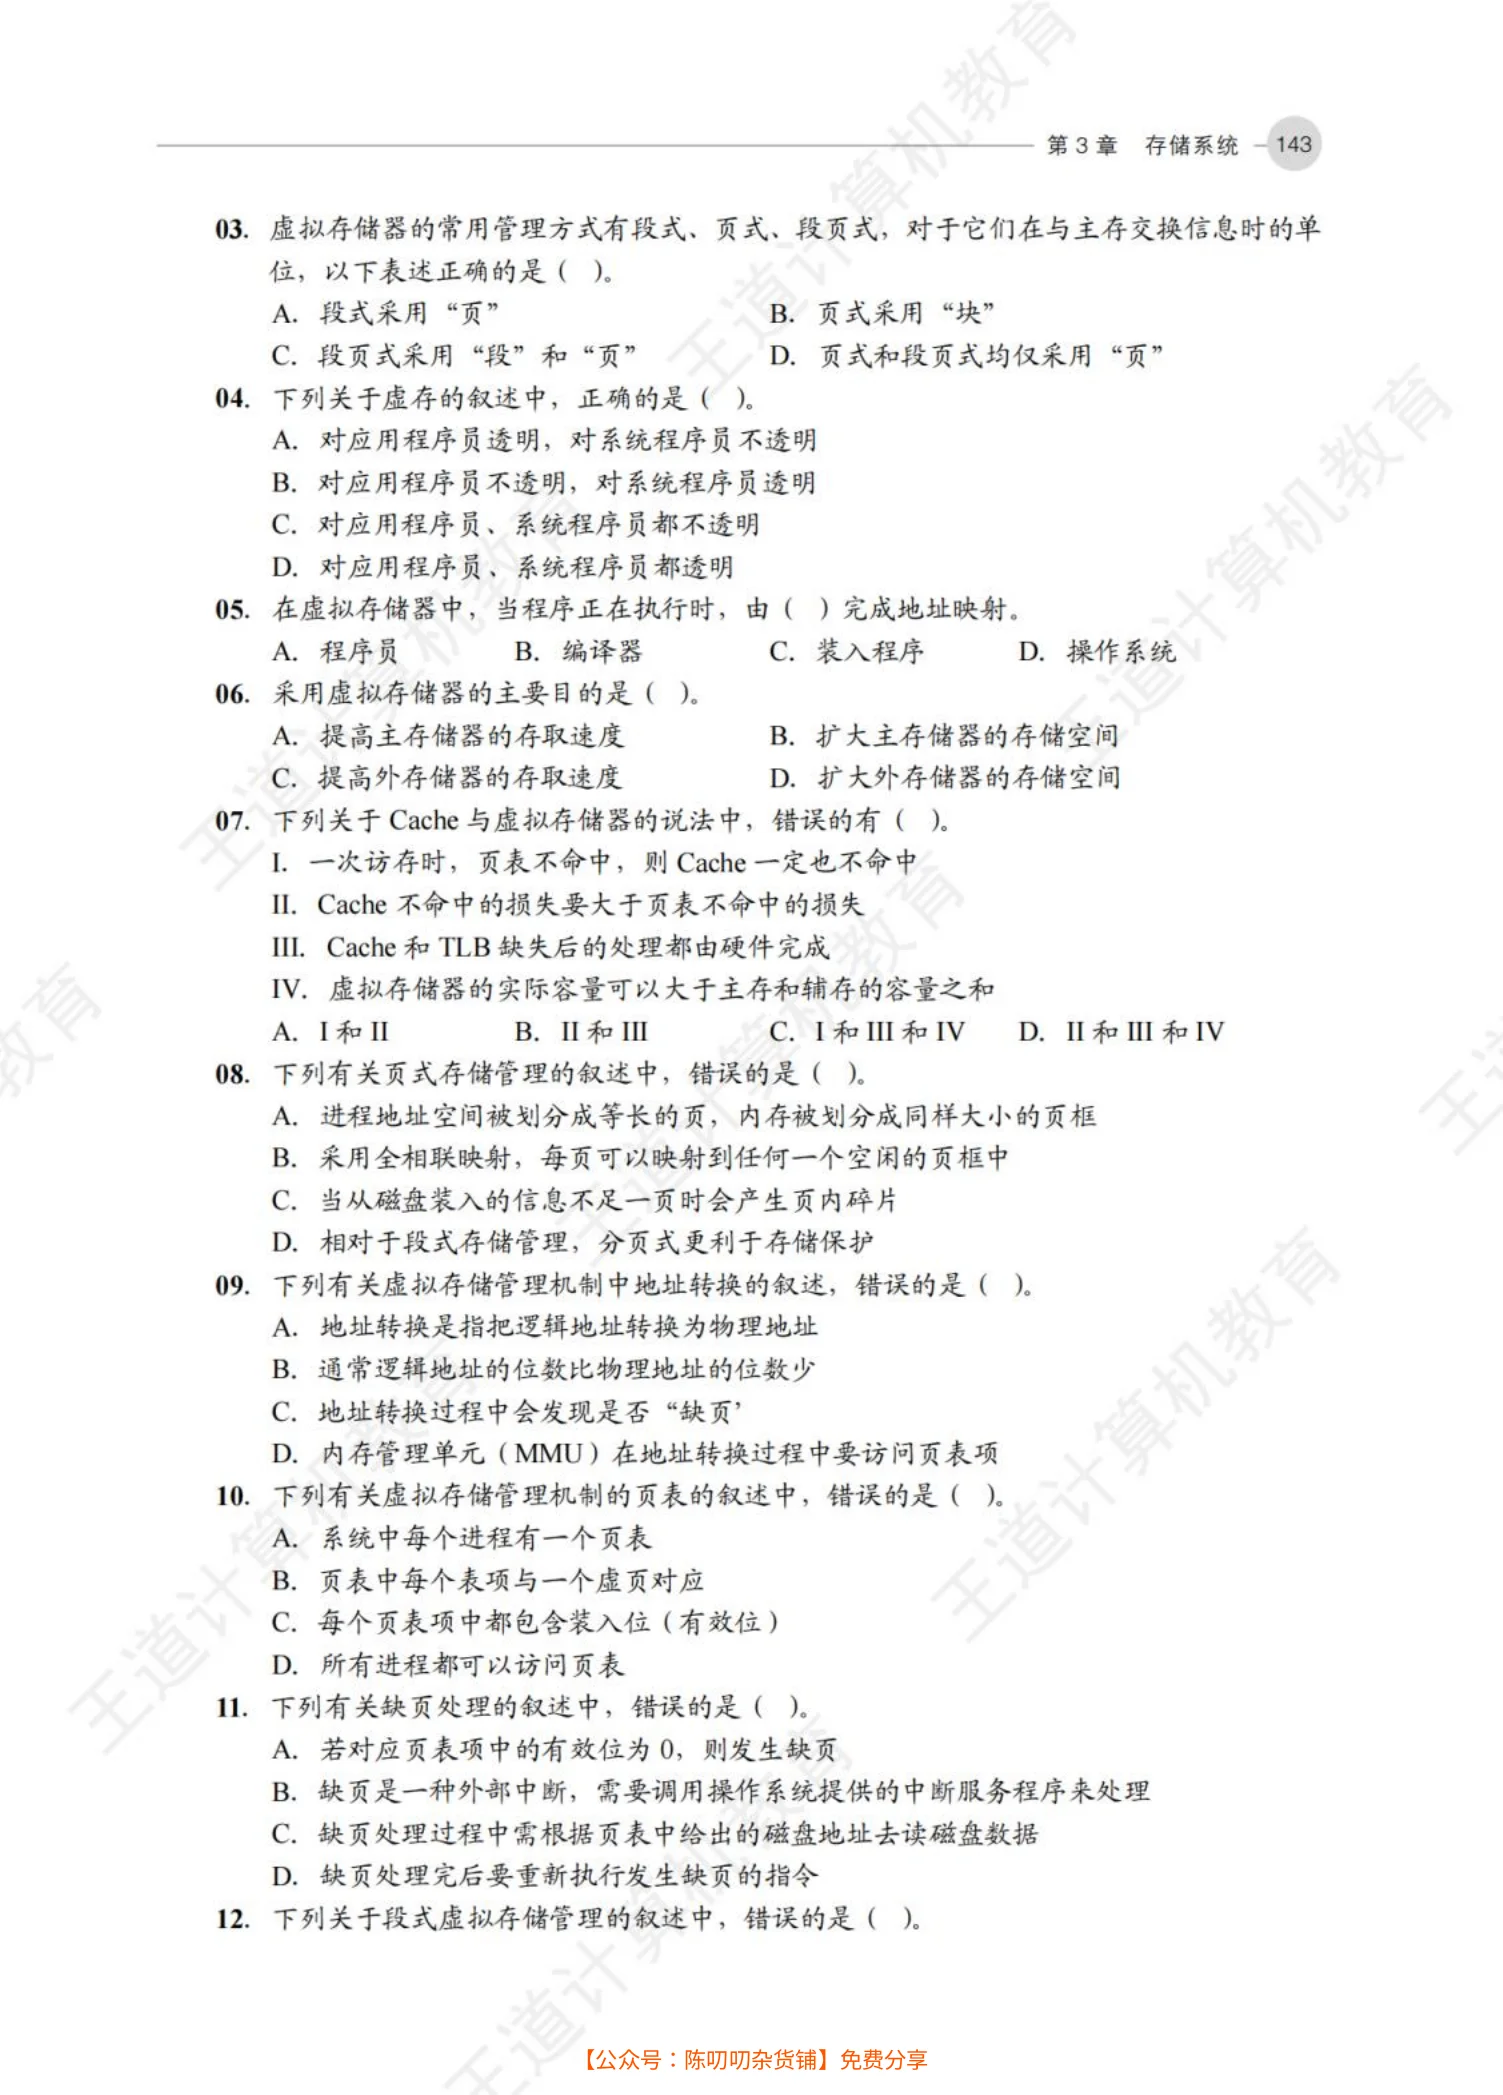 第 3 章 存储系统 143
03. 虚拟存储器的常用管理方式有段式、页式、段页式，对于它们在与主存交换信息时的单
位，以下表述正确的是（ ）。
A. 段式采用“页” B. 页式采用“块”
C. 段页式采用“段”和“页” D. 页式和段页式均仅采用“页”
04. 下列关于虚存的叙述中，正确的是（ ）。
A. 对应用程序员透明，对系统程序员不透明
B. 对应用程序员不透明，对系统程序员透明
C. 对应用程序员、系统程序员都不透明
D. 对应用程序员、系统程序员都透明
05. 在虚拟存储器中，当程序正在执行时，由（ ）完成地址映射。
A. 程序员 B. 编译器 C. 装入程序 D. 操作系统
06. 采用虚拟存储器的主要目的是（ ）。
A. 提高主存储器的存取速度 B. 扩大主存储器的存储空间
C. 提高外存储器的存取速度 D. 扩大外存储器的存储空间
07. 下列关于 Cache 与虚拟存储器的说法中，错误的有（ ）。
I. 一次访存时，页表不命中，则 Cache 一定也不命中
II. Cache 不命中的损失要大于页表不命中的损失
III. Cache 和 TLB 缺失后的处理都由硬件完成
IV. 虚拟存储器的实际容量可以大于主存和辅存的容量之和
A. I 和 II B. II 和 III C. I 和 III 和 IV D. II 和 III 和 IV
08. 下列有关页式存储管理的叙述中，错误的是（ ）。
A. 进程地址空间被划分成等长的页，内存被划分成同样大小的页框
B. 采用全相联映射，每页可以映射到任何一个空闲的页框中
C. 当从磁盘装入的信息不足一页时会产生页内碎片
D. 相对于段式存储管理，分页式更利于存储保护
09. 下列有关虚拟存储管理机制中地址转换的叙述，错误的是（ ）。
A. 地址转换是指把逻辑地址转换为物理地址
B. 通常逻辑地址的位数比物理地址的位数少
C. 地址转换过程中会发现是否“缺页’
D. 内存管理单元（MMU）在地址转换过程中要访问页表项
10. 下列有关虚拟存储管理机制的页表的叙述中，错误的是（ ）。
A. 系统中每个进程有一个页表
B. 页表中每个表项与一个虚页对应
C. 每个页表项中都包含装入位（有效位）
D. 所有进程都可以访问页表
11. 下列有关缺页处理的叙述中，错误的是（ ）。
A. 若对应页表项中的有效位为 0，则发生缺页
B. 缺页是一种外部中断，需要调用操作系统提供的中断服务程序来处理
C. 缺页处理过程中需根据页表中给出的磁盘地址去读磁盘数据
D. 缺页处理完后要重新执行发生缺页的指令
12. 下列关于段式虚拟存储管理的叙述中，错误的是（ ）。
【公众号：陈叨叨杂货铺】免费分享